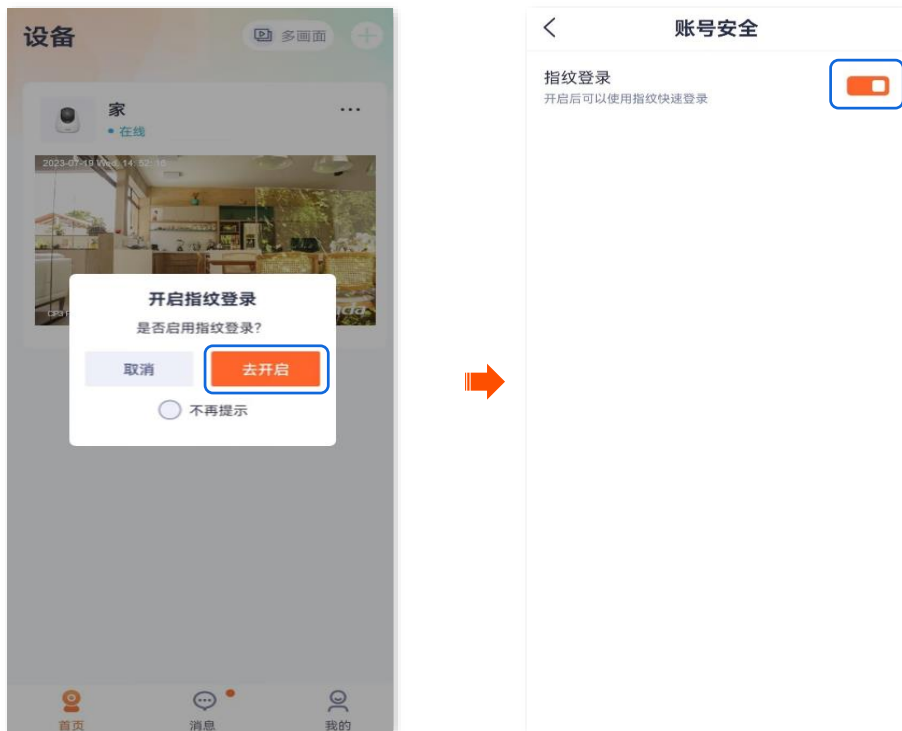 设备
多画面
家
在线
...
2023-07-19 Wed. 14: 52: 16
开启指纹登录
是否启用指纹登录?
取消
去开启
不再提示
首页
消息
我的
账号安全
指纹登录
开启后可以使用指纹快速登录